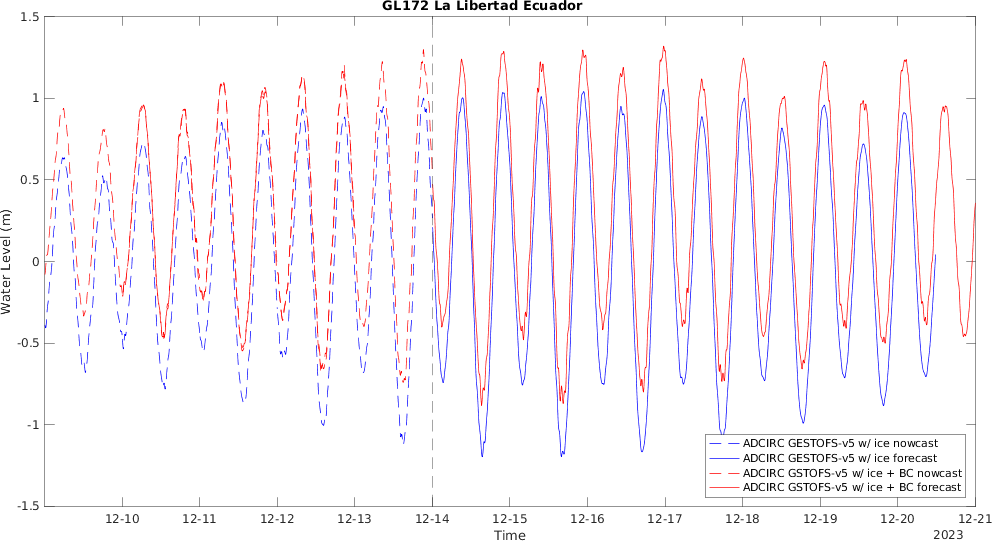 GL172 La Libertad Ecuador
1.5
1
0.5
0
-0.5
-1
-1.5
Water Level (m)
ADCIRC GESTOFS-v5 w/ ice nowcast
ADCIRC GESTOFS-v5 w/ ice forecast
ADCIRC GSTOFS-v5 w/ ice + BC nowcast
ADCIRC GSTOFS-v5 w/ ice + BC forecast
12-10 12-11 12-12 12-13 12-14 12-15 12-16 12-17 12-18 12-19 12-20 12-21
Time
2023